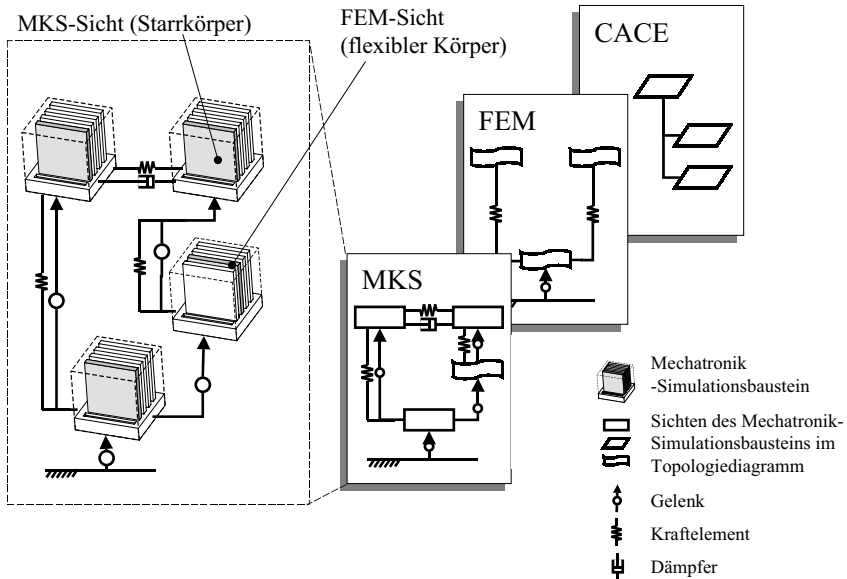 MKS-Sicht (Starrkörper)
FEM-Sicht
(flexibler Körper)
CACE
FEM
MKS
Mechatronik
-Simulationsbaustein
Sichten des Mechatronik-
Simulationsbausteins im
Topologiediagramm
Gelenk
Kraftelement
Dämpfer